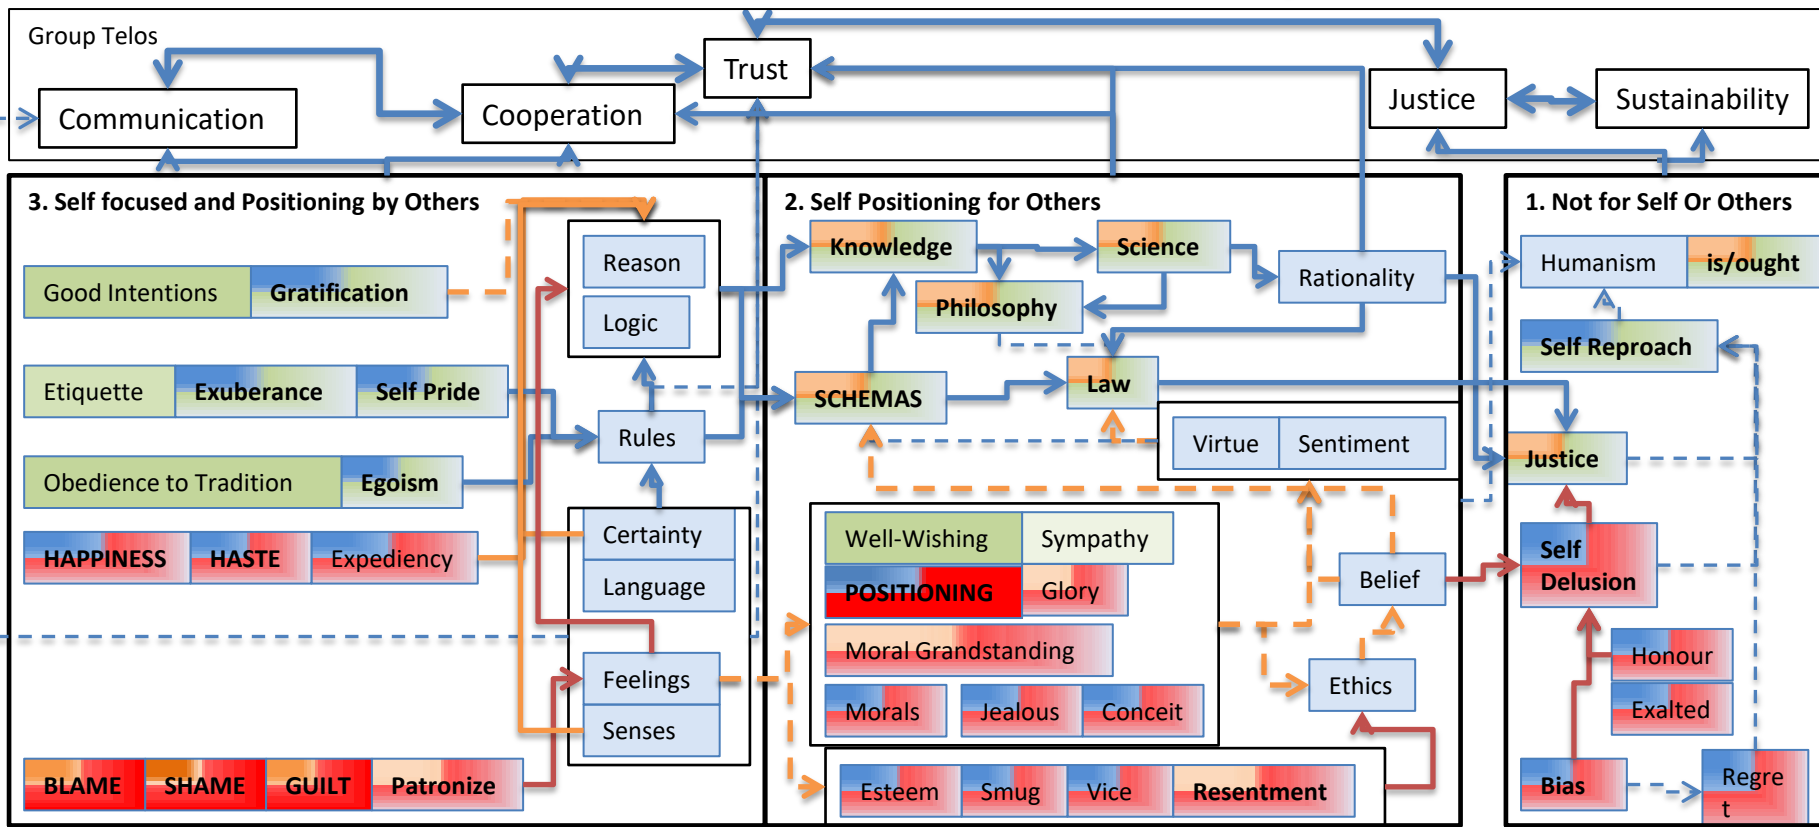 Group Telos
Trust
Communication
Cooperation
Justice
Sustainability
3. Self focused and Positioning by Others
Reason
Logic
Good Intentions
Gratification
Etiquette
Exuberance
Self Pride
Rules
Obedience to Tradition
Egoism
HAPPINESS
HASTE
Expediency
Certainty
Language
Feelings
Senses
BLAME
SHAME
GUILT
Patronize
2. Self Positioning for Others
Knowledge
Science
Rationality
Philosophy
SCHEMAS
Law
Virtue
Sentiment
Well-Wishing
Sympathy
POSITIONING
Glory
Moral Grandstanding
Morals
Jealous
Conceit
Belief
Ethics
Esteem
Smug
Vice
Resentment
1. Not for Self Or Others
Humanism
is/ought
Self Reproach
Justice
Self
Delusion
Honour
Exalted
Bias
Regre
t